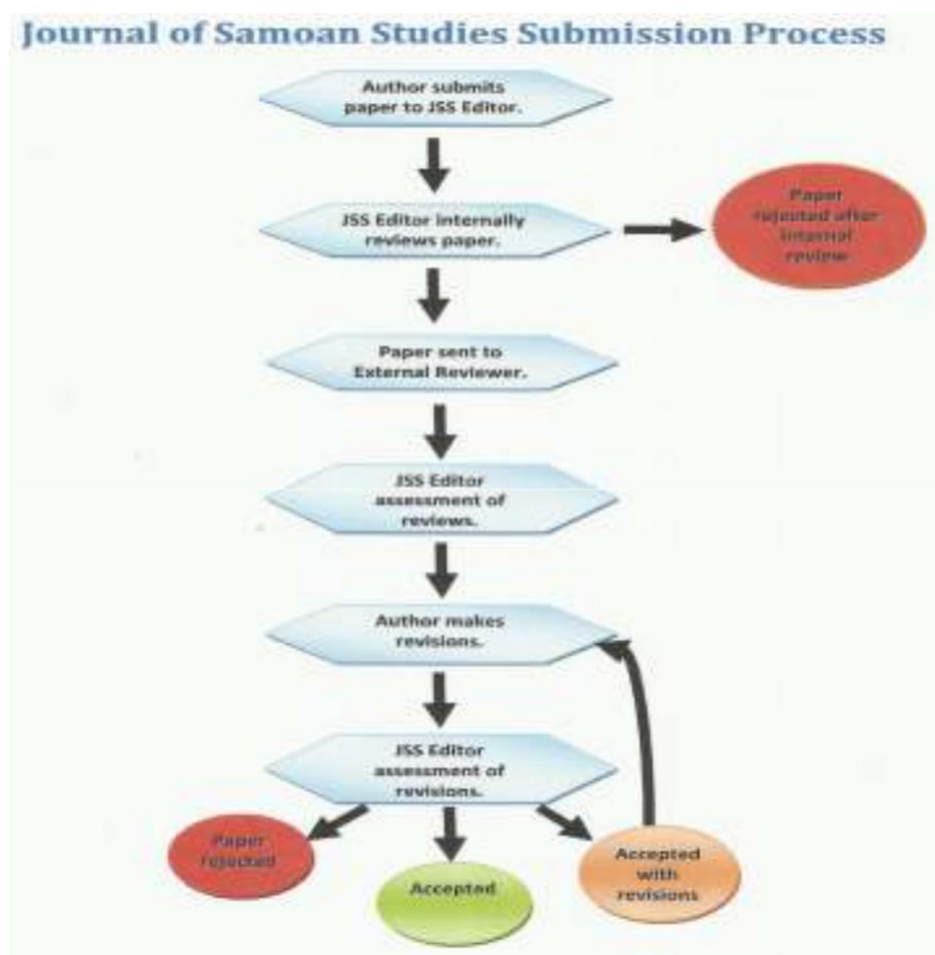 Journal of Samoan Studies Submission Process
Author submits
paper to JSS Editor.
JSS Editor internally
reviews paper.
Paper
rejected after
internal
review
Paper sent to
External Reviewer.
JSS Editor
assessment of
reviews.
Author makes
revisions.
JSS Editor
assessment of
revisions.
Paper
rejected
Accepted
Accepted
with
revisions